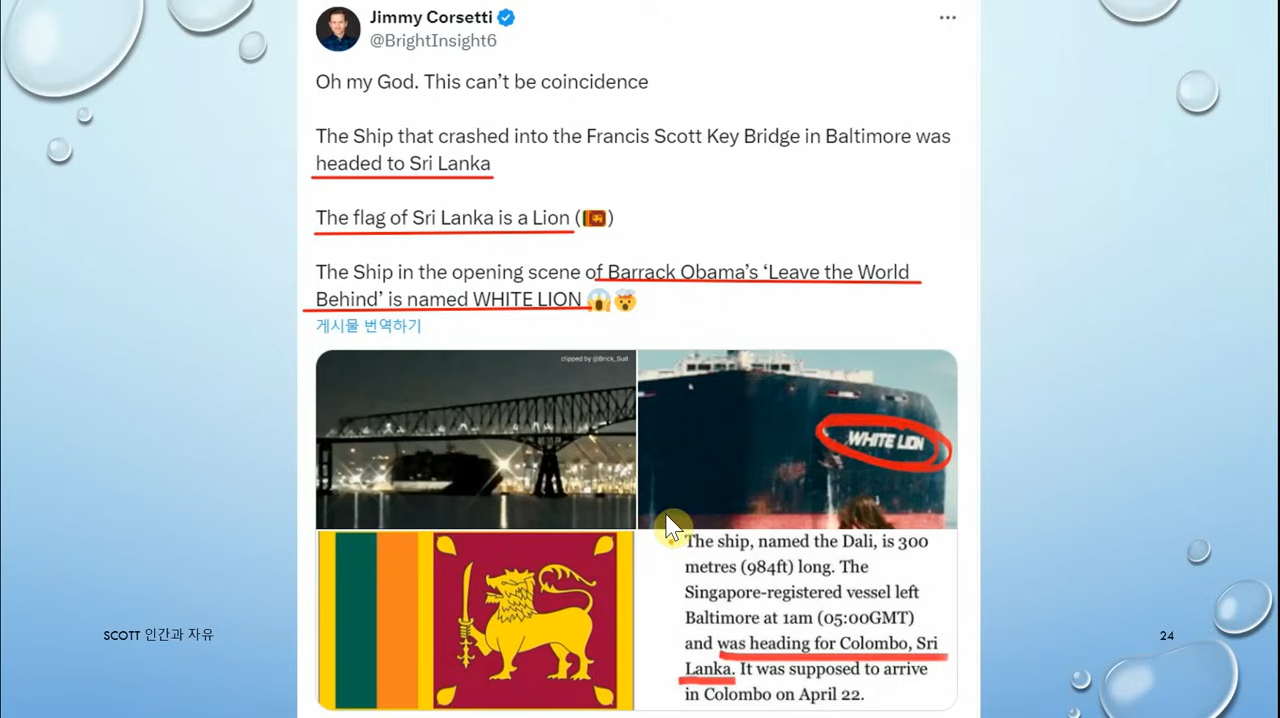 Jimmy Corsetti
@BrightInsight6
Oh my God. This can't be coincidence
The Ship that crashed into the Francis Scott Key Bridge in Baltimore was
headed to Sri Lanka
The flag of Sri Lanka is a Lion (🇱🇰)
The Ship in the opening scene of Barrack Obama's 'Leave the World
Behind' is named WHITE LION 😱🤯
게시물 번역하기
clipped by @Brick_Suit
WHITE LION
The ship, named the Dali, is 300
metres (984ft) long. The
Singapore-registered vessel left
Baltimore at 1am (05:00GMT)
and was heading for Colombo, Sri
Lanka. It was supposed to arrive
in Colombo on April 22.
SCOTT 인간과 자유
24